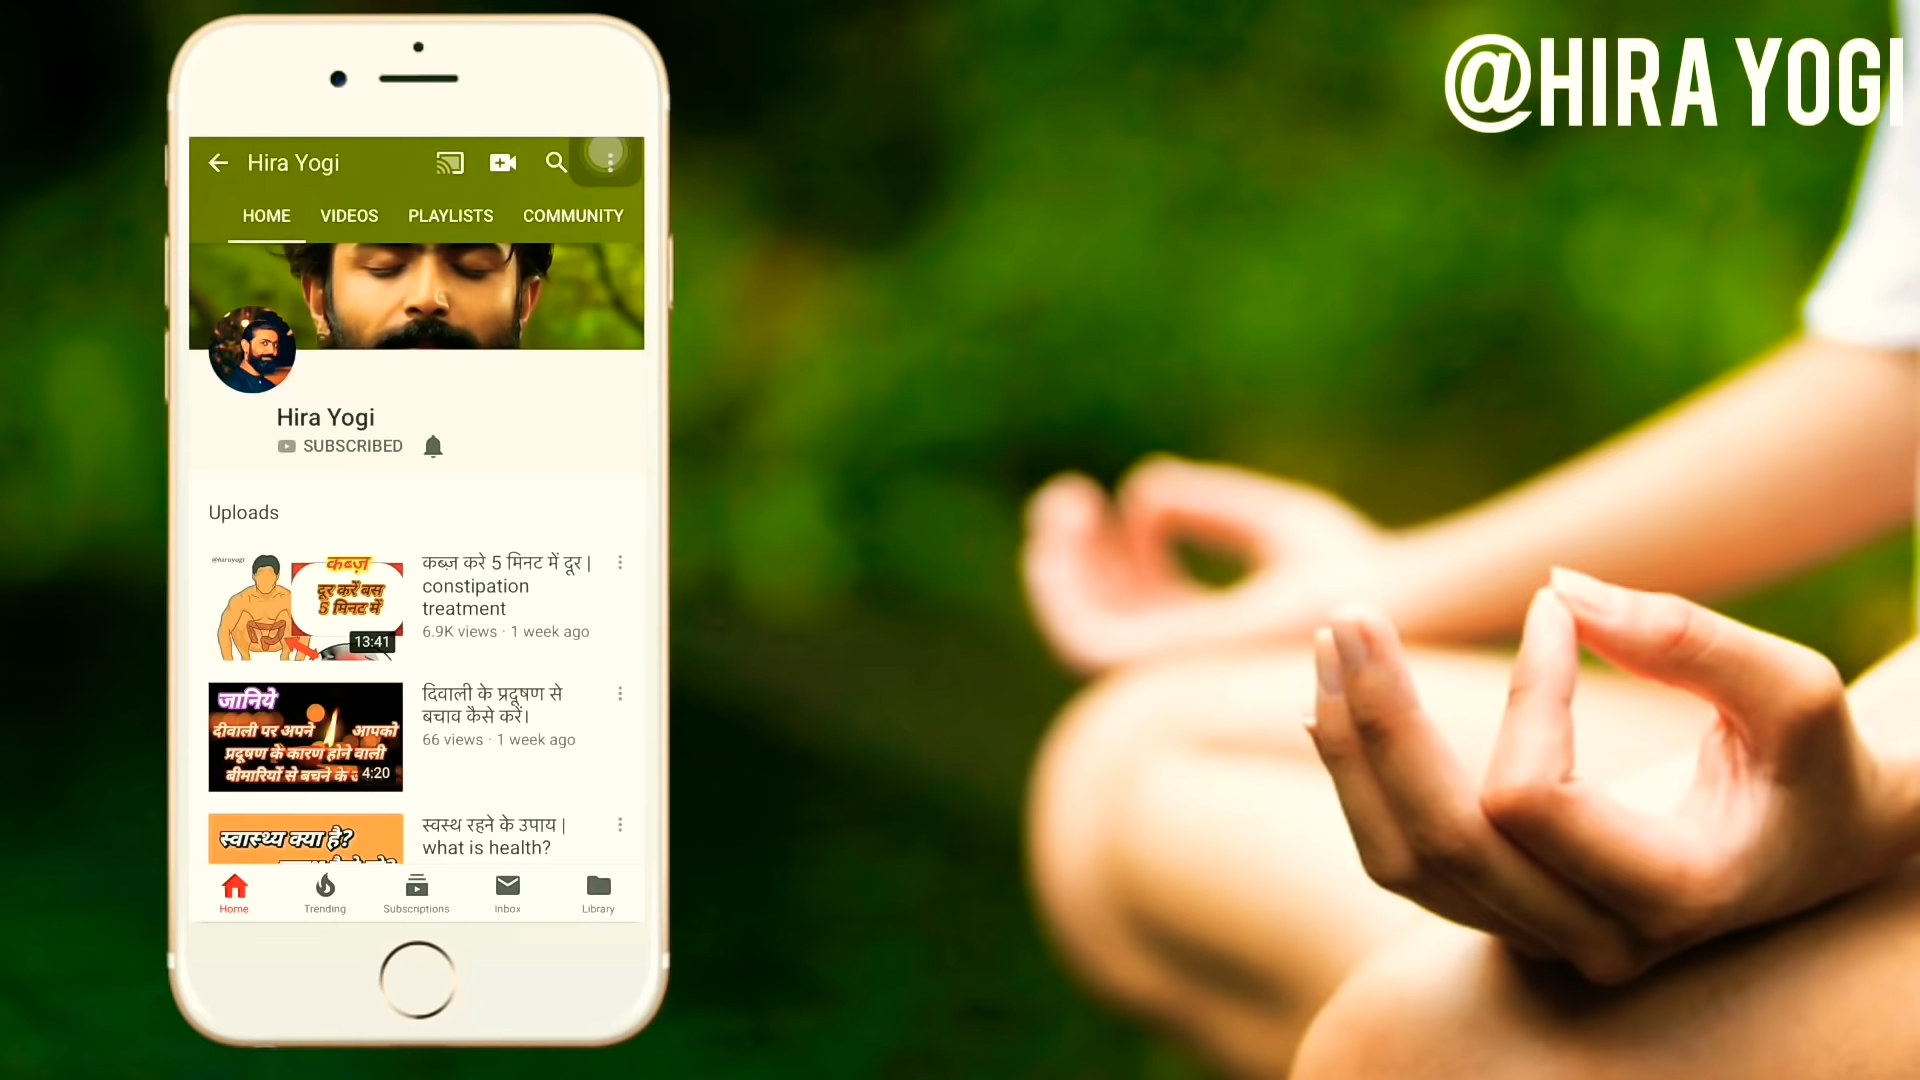 @HIRA YOGI
Hira Yogi
HOME VIDEOS PLAYLISTS COMMUNITY
Hira Yogi
SUBSCRIBED
Uploads
@hirayogi
कब्ज़
दूर करें बस
5 मिनट में
13:41
कब्ज़ करे 5 मिनट में दूर |
constipation
treatment
6.9K views · 1 week ago
जानिये
दीवाली पर अपने आपको
प्रदूषण के कारण होने वाली
बीमारियों से बचने के
4:20
दिवाली के प्रदूषण से
बचाव कैसे करें।
66 views · 1 week ago
स्वास्थ्य क्या है?
स्वस्थ रहने के उपाय |
what is health?
Home Trending Subscriptions Inbox Library